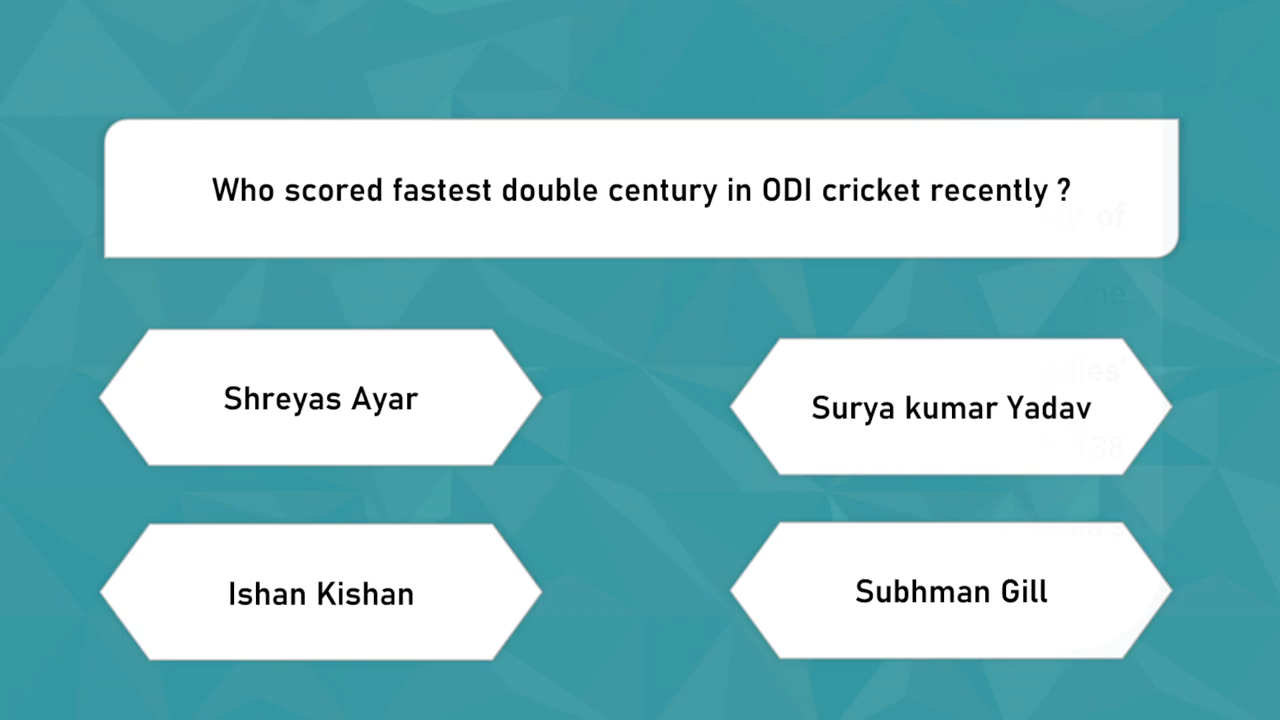 Who scored fastest double century in ODI cricket recently ?
Shreyas Ayar
Surya kumar Yadav
Ishan Kishan
Subhman Gill